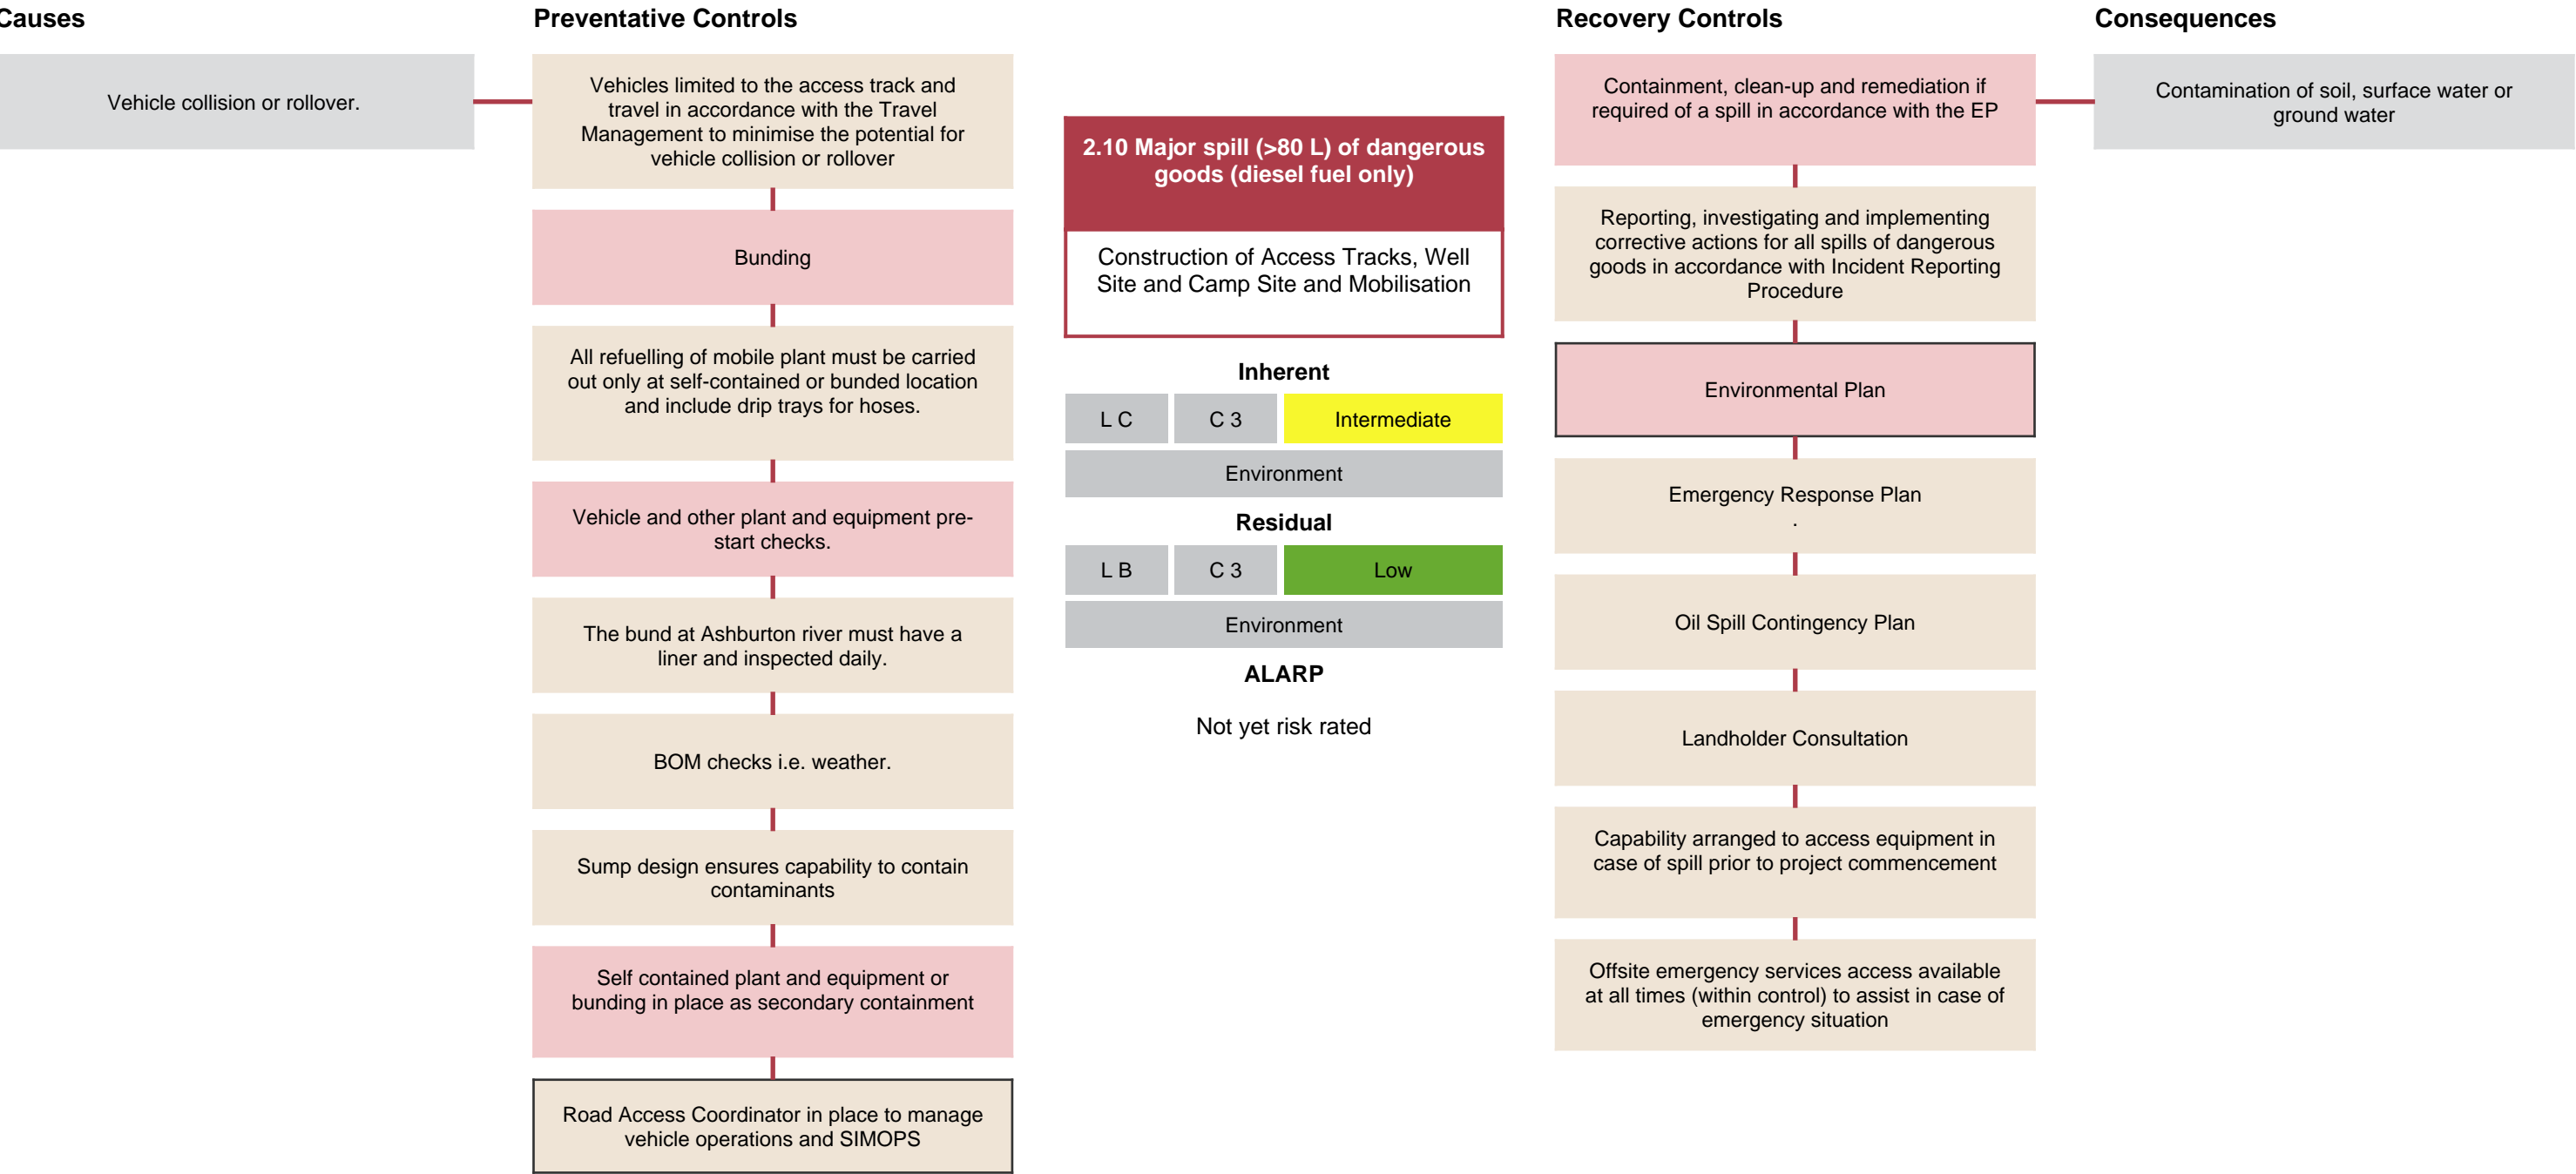 Causes
Vehicle collision or rollover.
Preventative Controls
Vehicles limited to the access track and
travel in accordance with the Travel
Management to minimise the potential for
vehicle collision or rollover
Bunding
All refuelling of mobile plant must be carried
out only at self-contained or bunded location
and include drip trays for hoses.
Vehicle and other plant and equipment pre-
start checks.
The bund at Ashburton river must have a
liner and inspected daily.
BOM checks i.e. weather.
Sump design ensures capability to contain
contaminants
Self contained plant and equipment or
bunding in place as secondary containment
Road Access Coordinator in place to manage
vehicle operations and SIMOPS
2.10 Major spill (>80 L) of dangerous
goods (diesel fuel only)
Construction of Access Tracks, Well
Site and Camp Site and Mobilisation
Inherent
L C C 3 Intermediate
Environment
Residual
L B C 3 Low
Environment
ALARP
Not yet risk rated
Recovery Controls
Containment, clean-up and remediation if
required of a spill in accordance with the EP
Reporting, investigating and implementing
corrective actions for all spills of dangerous
goods in accordance with Incident Reporting
Procedure
Environmental Plan
Emergency Response Plan
.
Oil Spill Contingency Plan
Landholder Consultation
Capability arranged to access equipment in
case of spill prior to project commencement
Offsite emergency services access available
at all times (within control) to assist in case of
emergency situation
Consequences
Contamination of soil, surface water or
ground water